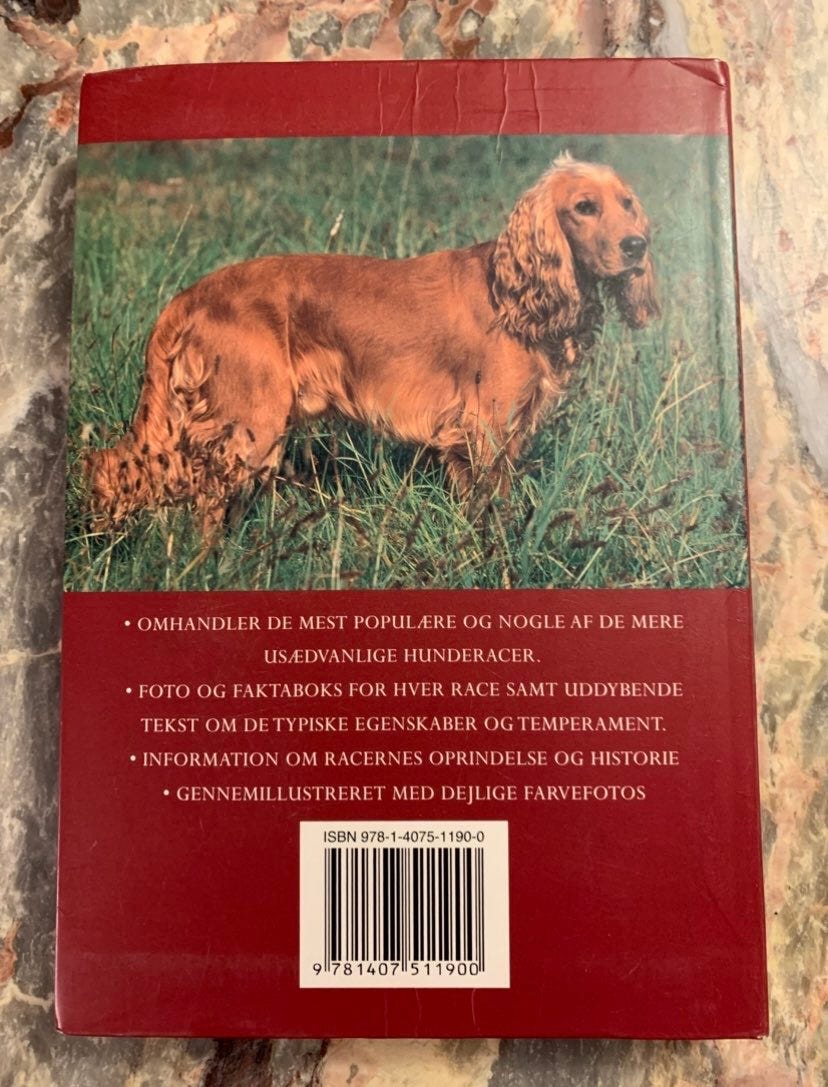 • OMHANDLER DE MEST POPULÆRE OG NOGLE AF DE MERE
USÆDVANLIGE HUNDERACER.
• FOTO OG FAKTABOKS FOR HVER RACE SAMT UDDYBENDE
TEKST OM DE TYPISKE EGENSKABER OG TEMPERAMENT.
• INFORMATION OM RACERNES OPRINDELSE OG HISTORIE
• GENNEMILLUSTRERET MED DEJLIGE FARVEFOTOS
ISBN 978-1-4075-1190-0
9 781407 511900